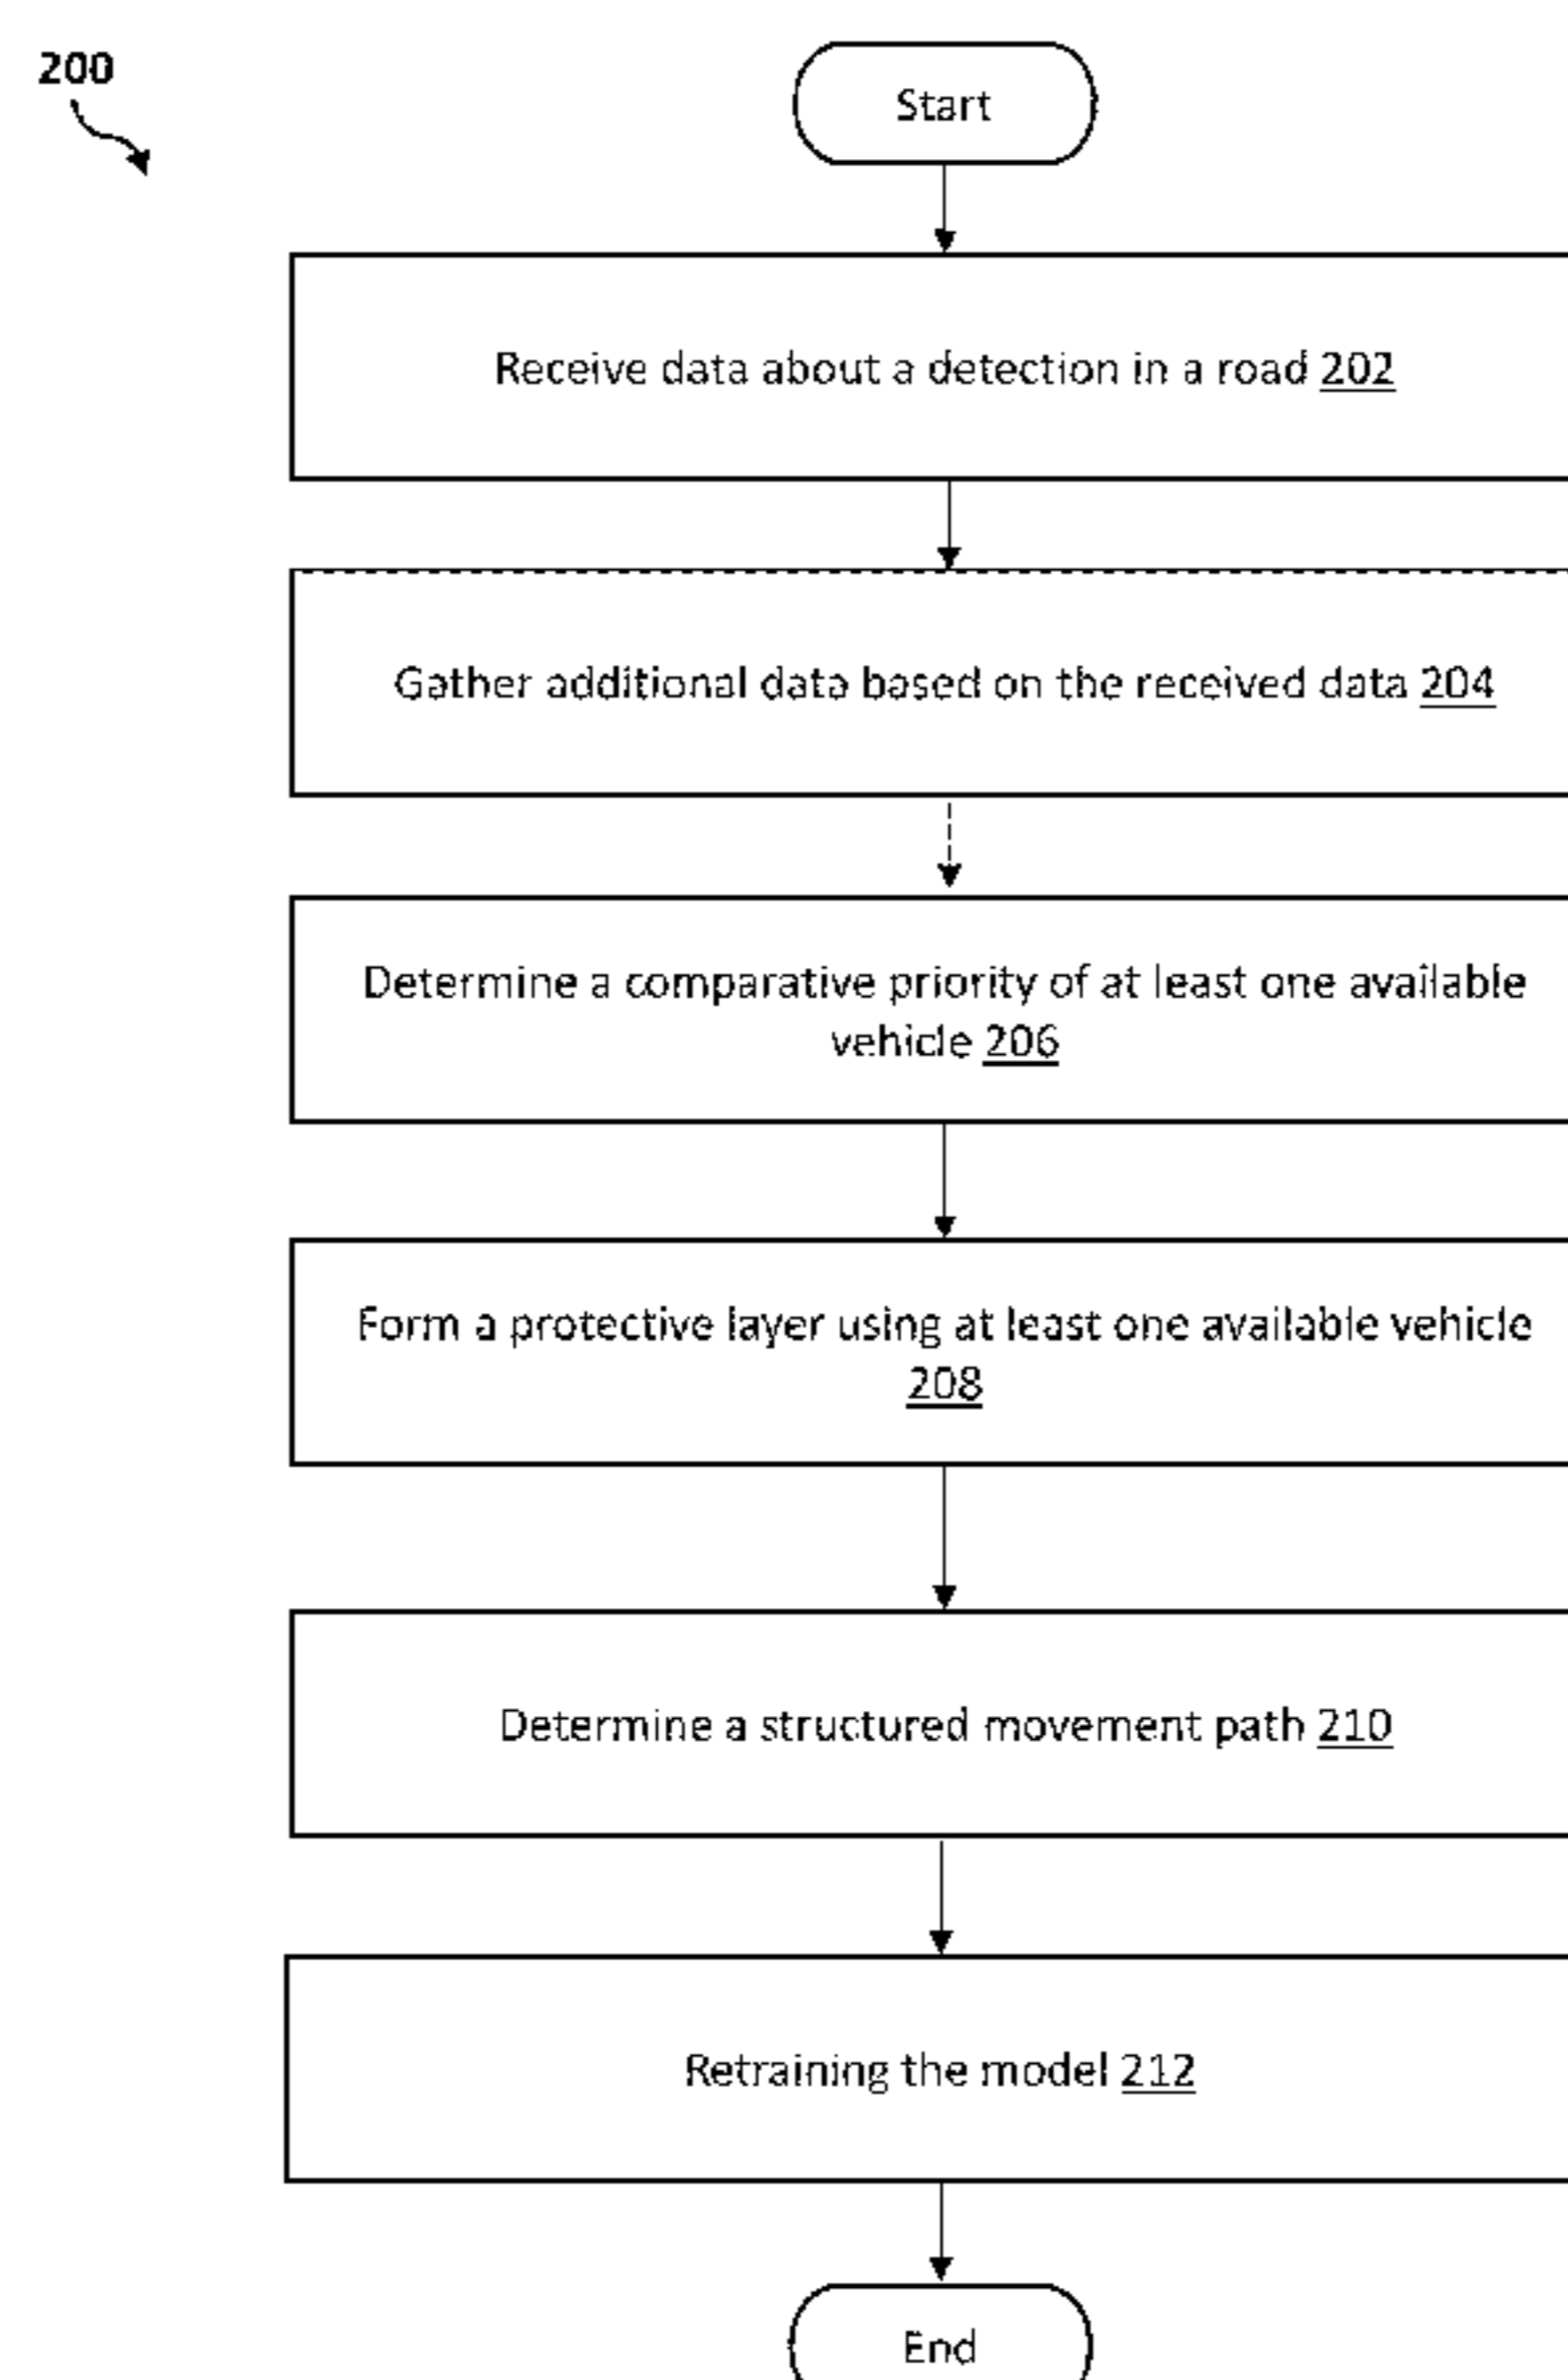 200
Start
Receive data about a detection in a road 202
Gather additional data based on the received data 204
Determine a comparative priority of at least one available
vehicle 206
Form a protective layer using at least one available vehicle
208
Determine a structured movement path 210
Retraining the model 212
End